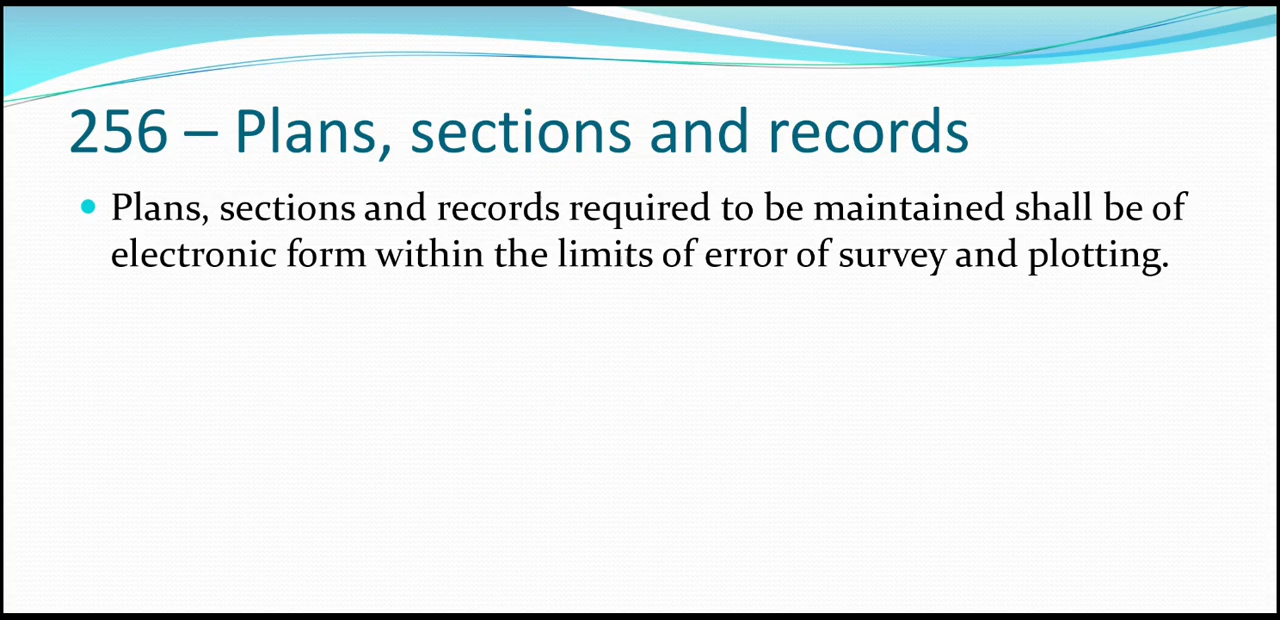 256 – Plans, sections and records
Plans, sections and records required to be maintained shall be of
electronic form within the limits of error of survey and plotting.